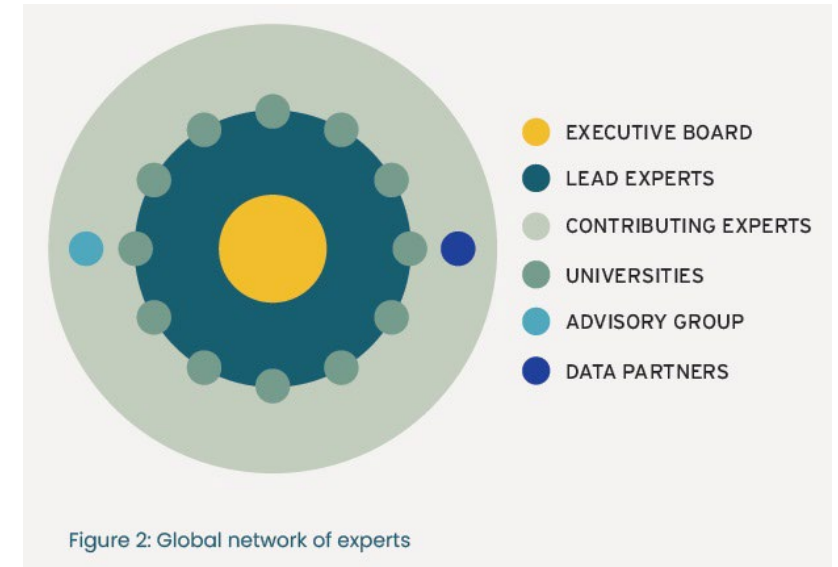 EXECUTIVE BOARD
LEAD EXPERTS
CONTRIBUTING EXPERTS
UNIVERSITIES
ADVISORY GROUP
DATA PARTNERS
Figure 2: Global network of experts